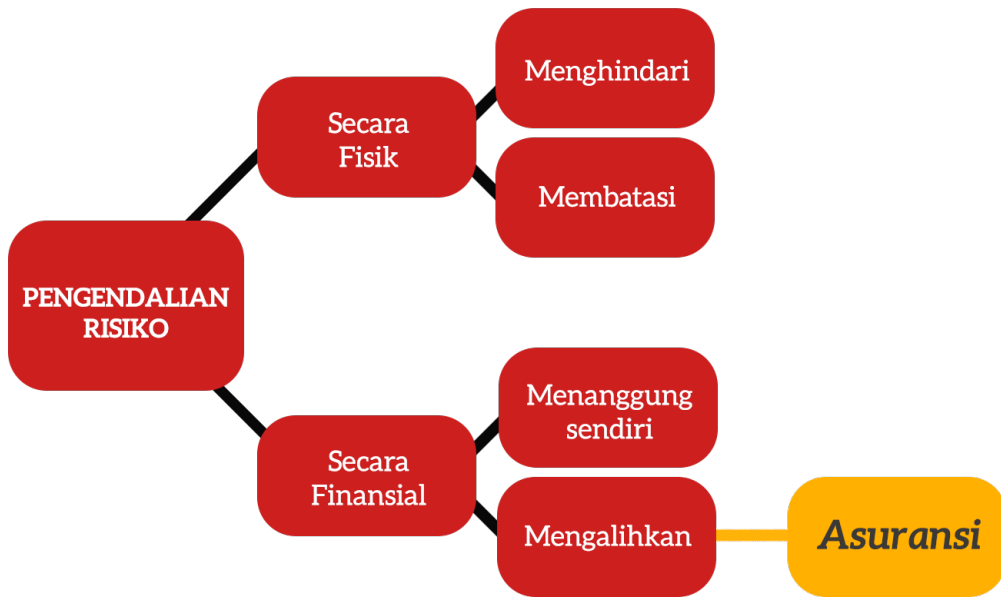 Menghindari
Secara
Fisik
Membatasi
PENGENDALIAN
RISIKO
Menanggung
sendiri
Secara
Finansial
Mengalihkan
Asuransi